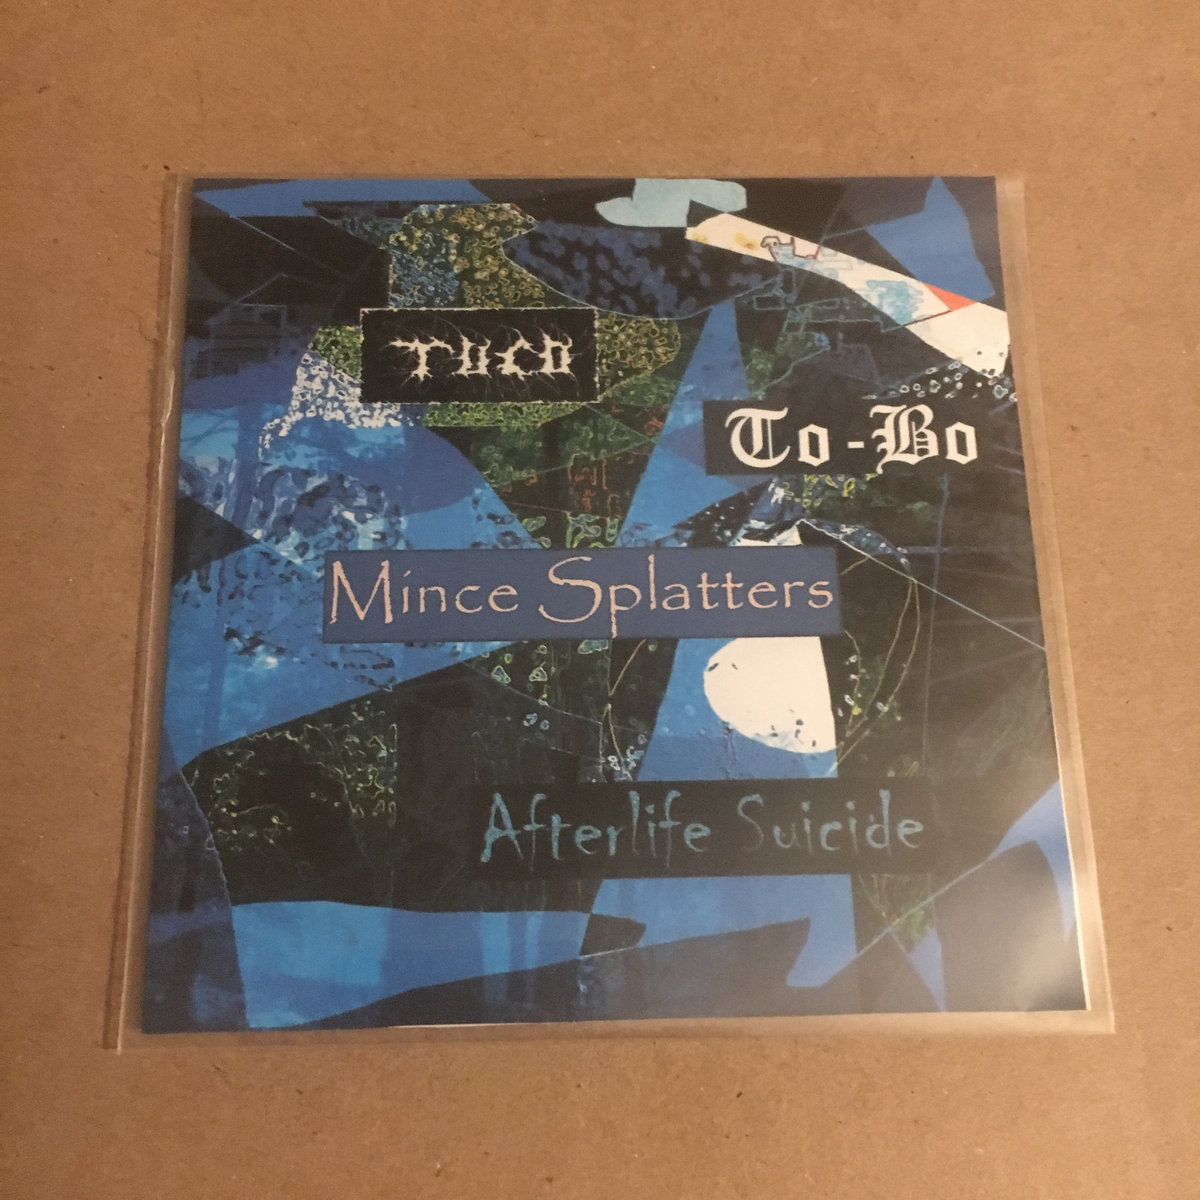 TUCO
To-Bo
Mince Splatters
Afterlife Suicide